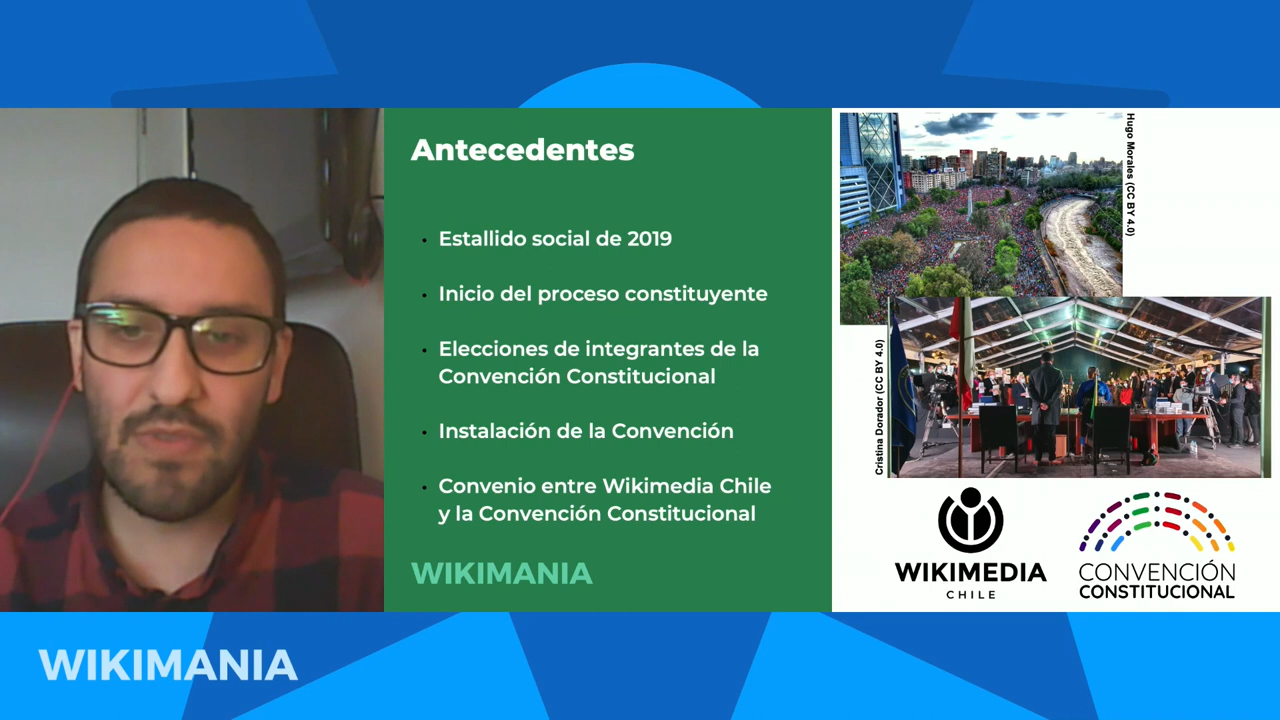 Antecedentes
Estallido social de 2019
Inicio del proceso constituyente
Elecciones de integrantes de la
Convención Constitucional
Instalación de la Convención
Convenio entre Wikimedia Chile
y la Convención Constitucional
WIKIMANIA
Hugo Morales (CC BY 4.0)
Cristina Dorador (CC BY 4.0)
WIKIMEDIA
CHILE
CONVENCIÓN
CONSTITUCIONAL
WIKIMANIA